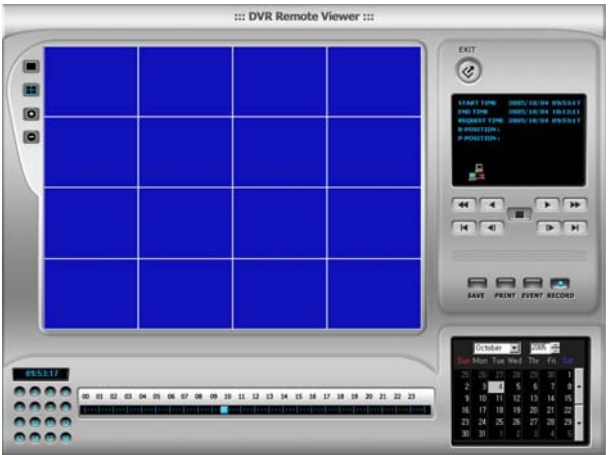 ::: DVR Remote Viewer :::
EXIT
START TIME 2005/10/04 09:53:17
END TIME 2005/10/04 10:12:11
REQUEST TIME 2005/10/04 09:53:17
R-POSITION :
P-POSITION :
SAVE PRINT EVENT RECORD
October 2005
Sun Mon Tue Wed Thr Fri Sat
25 26 27 28 29 30 1
2 3 4 5 6 7 8
9 10 11 12 13 14 15
16 17 18 19 20 21 22
23 24 25 26 27 28 29
30 31 1 2 3 4 5
09:53:17
00 01 02 03 04 05 06 07 08 09 10 11 12 13 14 15 16 17 18 19 20 21 22 23